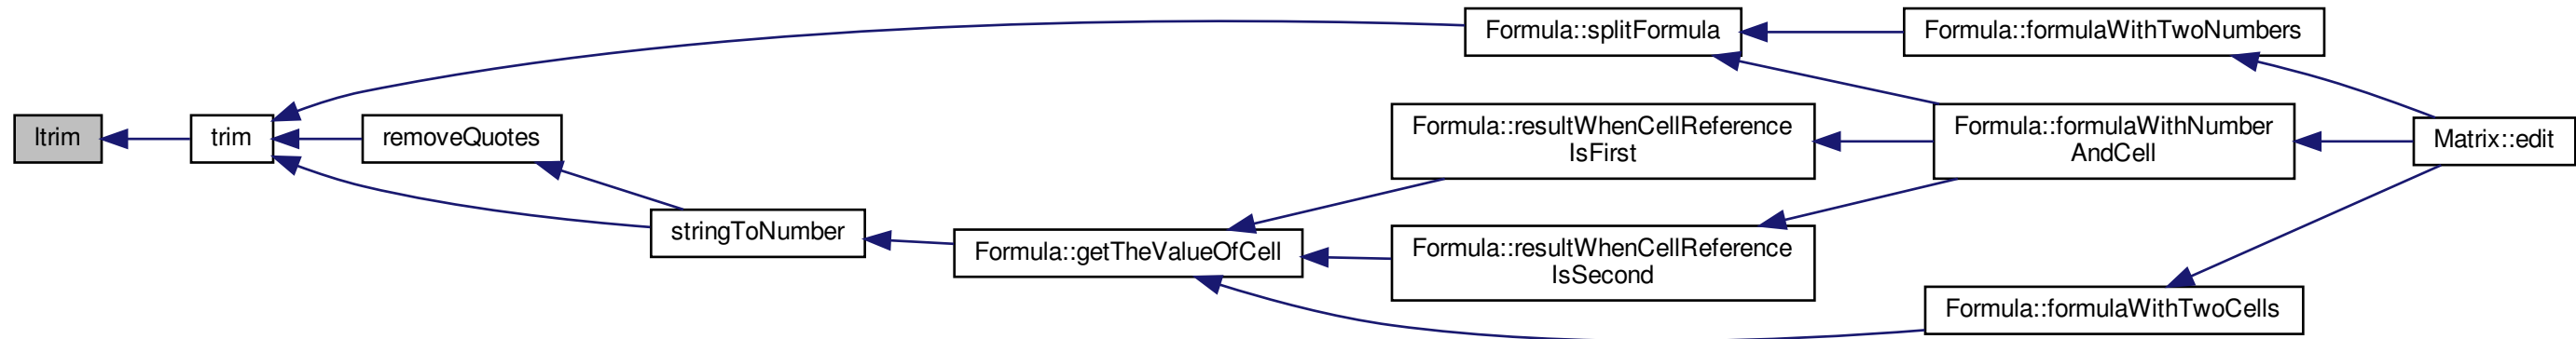 ltrim
trim
removeQuotes
stringToNumber
Formula::getTheValueOfCell
Formula::splitFormula
Formula::resultWhenCellReference
IsFirst
Formula::resultWhenCellReference
IsSecond
Formula::formulaWithTwoNumbers
Formula::formulaWithNumber
AndCell
Formula::formulaWithTwoCells
Matrix::edit